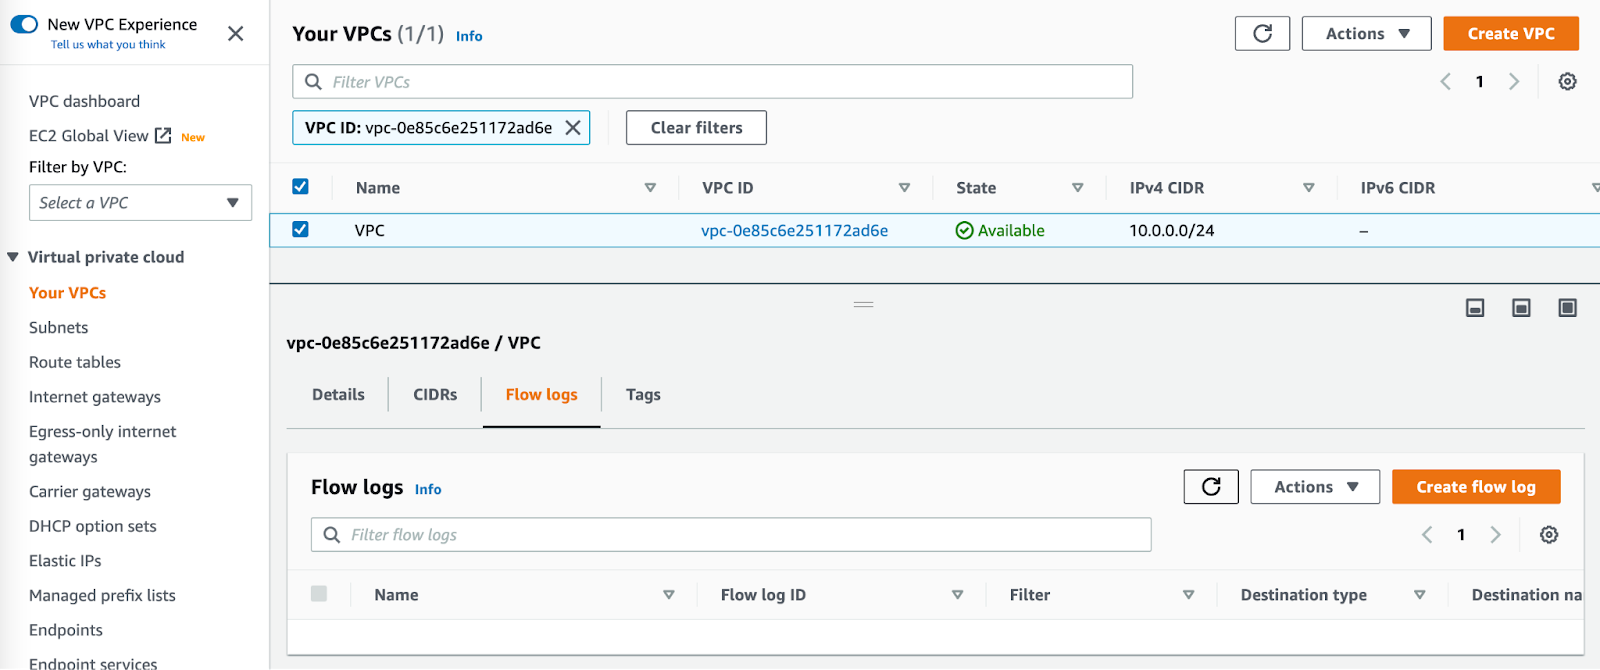 New VPC Experience
Tell us what you think
VPC dashboard
EC2 Global View New
Filter by VPC:
Select a VPC
Virtual private cloud
Your VPCs
Subnets
Route tables
Internet gateways
Egress-only internet
gateways
Carrier gateways
DHCP option sets
Elastic IPs
Managed prefix lists
Endpoints
Endpoint services
Your VPCs (1/1) Info
Actions
Create VPC
Filter VPCs
1
VPC ID: vpc-0e85c6e251172ad6e
Clear filters
Name VPC ID State IPv4 CIDR IPv6 CIDR
VPC vpc-0e85c6e251172ad6e Available 10.0.0.0/24 –
vpc-0e85c6e251172ad6e / VPC
Details CIDRs Flow logs Tags
Flow logs Info
Actions
Create flow log
Filter flow logs
1
Name Flow log ID Filter Destination type Destination na